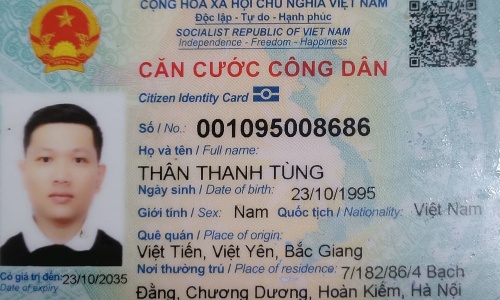 CỘNG HÒA XÃ HỘI CHỦ NGHĨA VIỆT NAM
Độc lập - Tự do - Hạnh phúc
SOCIALIST REPUBLIC OF VIET NAM
Independence - Freedom - Happiness
CĂN CƯỚC CÔNG DÂN
Citizen Identity Card
Số / No.: 001095008686
Họ và tên / Full name:
THÂN THANH TÙNG
Ngày sinh / Date of birth: 23/10/1995
Giới tính / Sex: Nam Quốc tịch / Nationality: Việt Nam
Quê quán / Place of origin:
Việt Tiến, Việt Yên, Bắc Giang
Nơi thường trú / Place of residence: 7/182/86/4 Bạch
Đằng, Chương Dương, Hoàn Kiếm, Hà Nội
Có giá trị đến: 23/10/2035
Date of expiry